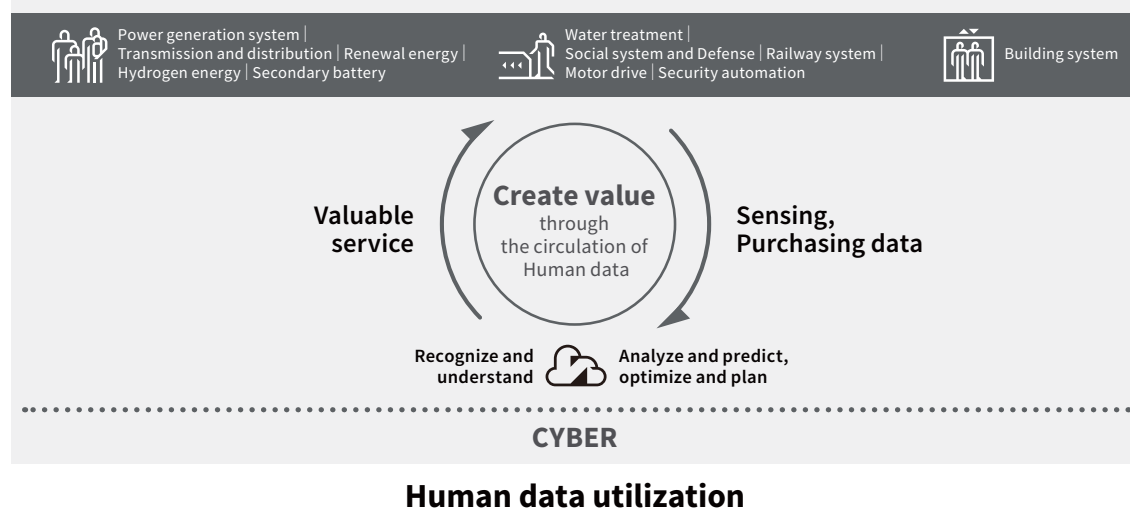 Power generation system |
Transmission and distribution | Renewal energy |
Hydrogen energy | Secondary battery
Water treatment |
Social system and Defense | Railway system |
Motor drive | Security automation
Building system
Create value
through
the circulation of
Human data
Valuable
service
Sensing,
Purchasing data
Recognize and
understand
Analyze and predict,
optimize and plan
CYBER
Human data utilization